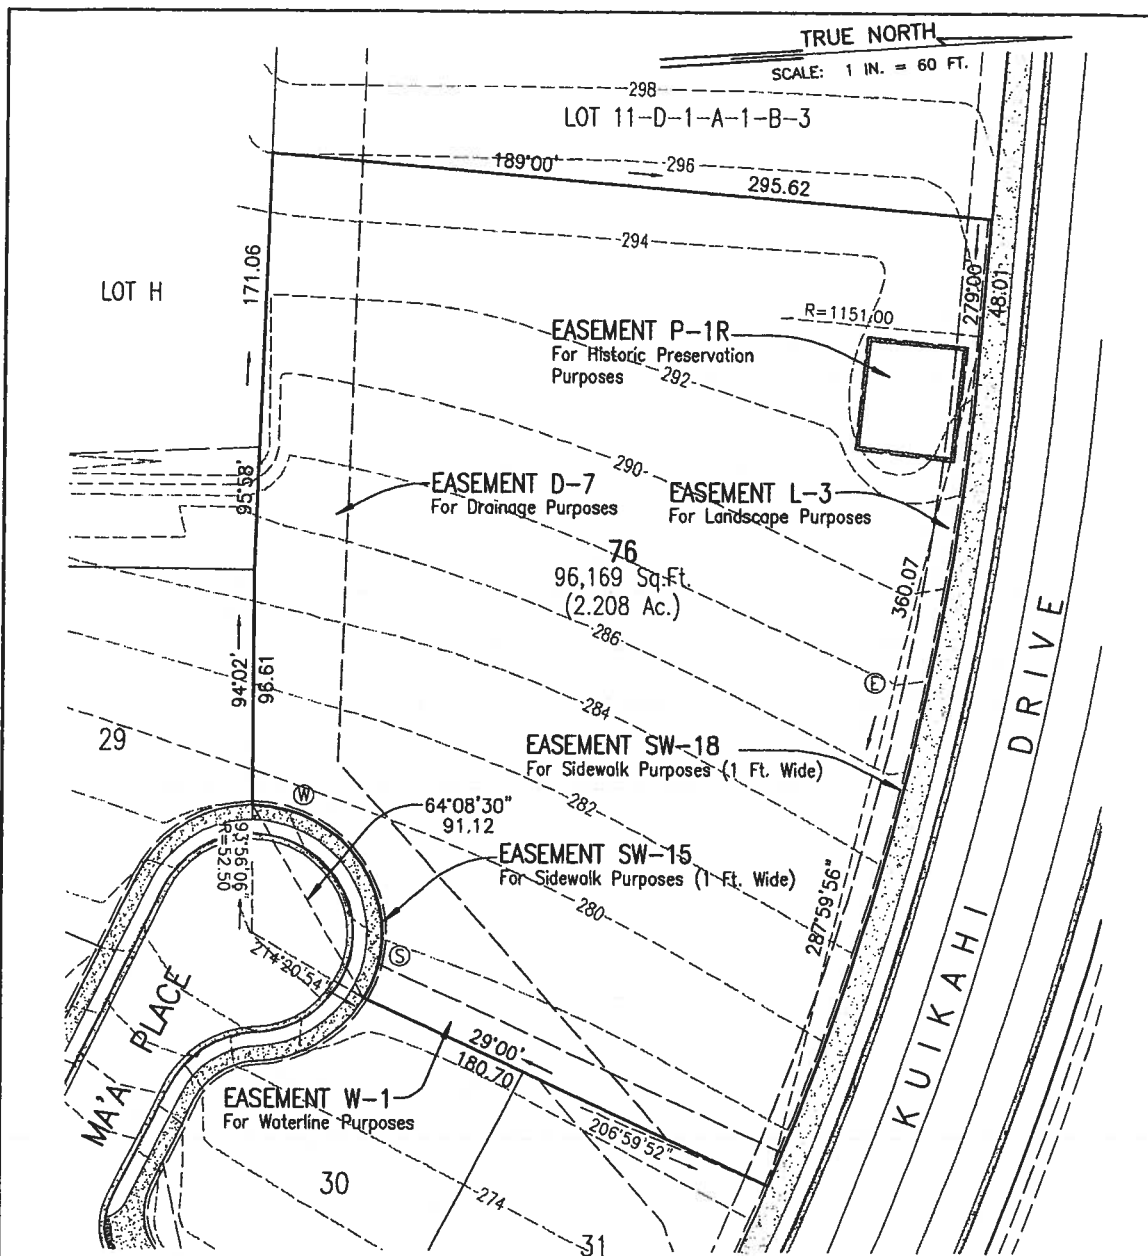 TRUE NORTH
SCALE: 1 IN. = 60 FT.
298
LOT 11-D-1-A-1-B-3
189°00'
296
295.62
294
171.06
LOT H
279°00'
48.01
R=1151.00
EASEMENT P-1R
For Historic Preservation
Purposes
292
290
95°58'
EASEMENT D-7
For Drainage Purposes
EASEMENT L-3
For Landscape Purposes
76
96,169 Sq.Ft.
(2.208 Ac.)
360.07
286
94°02'
96.61
E
284
29
EASEMENT SW-18
For Sidewalk Purposes (1 Ft. Wide)
DRIVE
W
64°08'30"
91.12
282
93°56'06"
R=52.50
EASEMENT SW-15
For Sidewalk Purposes (1 Ft. Wide)
280
287°59'56"
214°20'54"
S
KUIKAHI
MA'A
PLACE
29°00'
180.70
EASEMENT W-1
For Waterline Purposes
206°59'52"
30
274
31